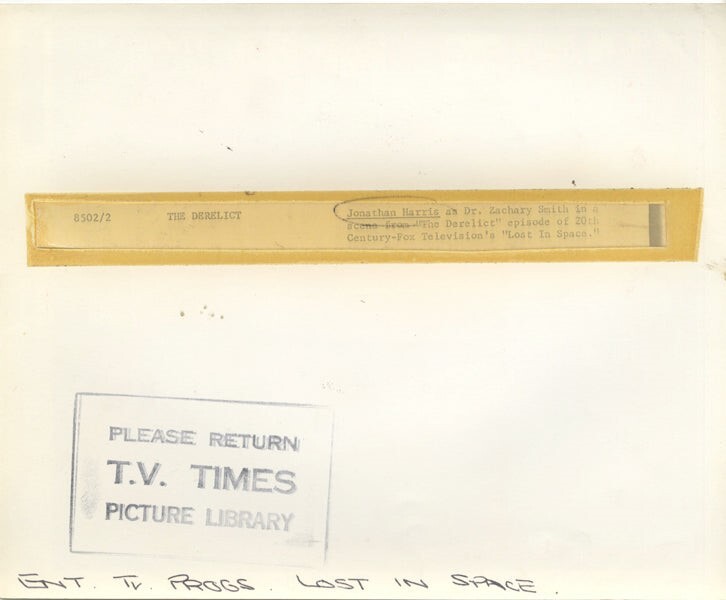 8502/2 THE DERELICT Jonathan Harris as Dr. Zachary Smith in a
scene from "The Derelict" episode of 20th
Century-Fox Television's "Lost In Space."
PLEASE RETURN
T.V. TIMES
PICTURE LIBRARY
ENT. TV. PROGS. LOST IN SPACE.